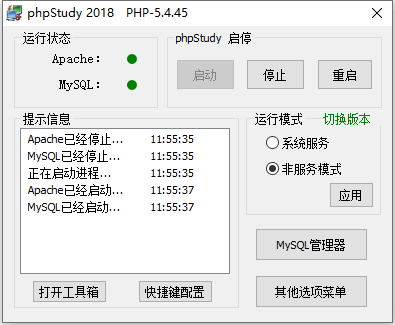 phpStudy 2018 PHP-5.4.45
运行状态
Apache:
MySQL:
phpStudy 启停
启动 停止 重启
提示信息
Apache已经停止... 11:55:35
MySQL已经停止... 11:55:35
正在启动进程... 11:55:35
Apache已经启动... 11:55:37
MySQL已经启动... 11:55:37
打开工具箱 快捷键配置
运行模式 切换版本
系统服务
非服务模式
应用
MySQL管理器
其他选项菜单